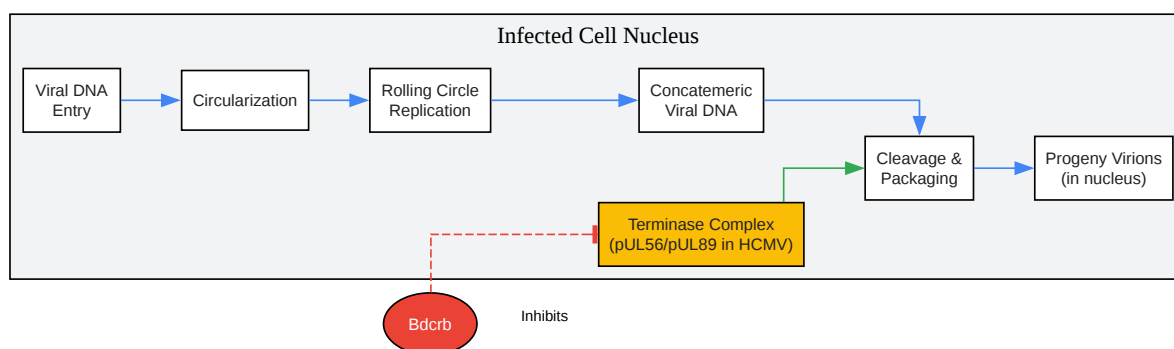 Infected Cell Nucleus
Viral DNA
Entry
Circularization
Rolling Circle
Replication
Concatemeric
Viral DNA
Cleavage &
Packaging
Progeny Virions
(in nucleus)
Terminase Complex
(pUL56/pUL89 in HCMV)
Bdcrb
Inhibits